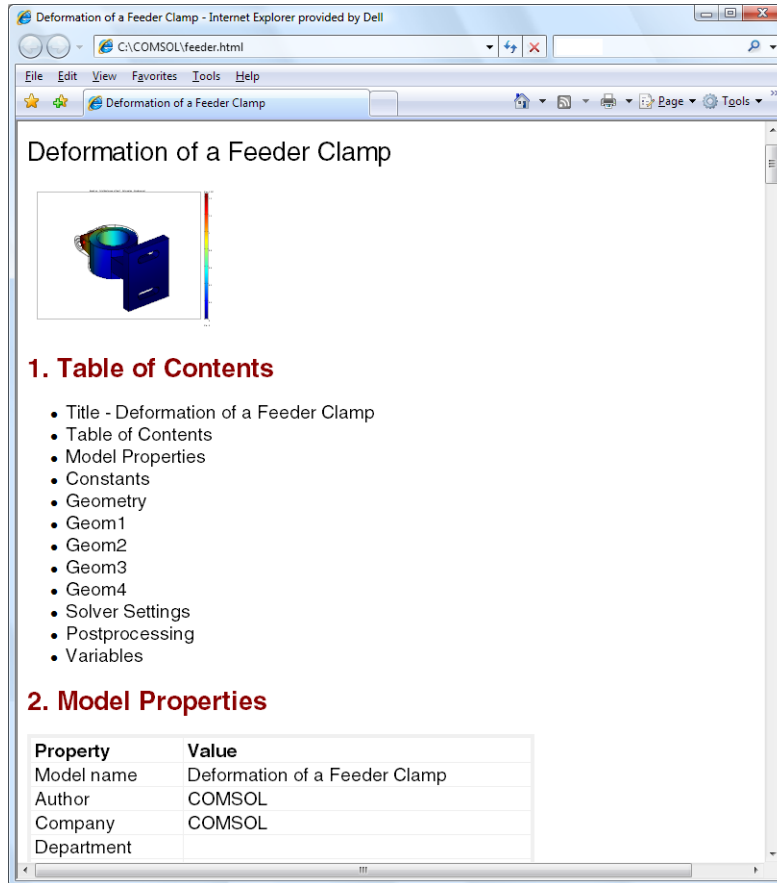 Deformation of a Feeder Clamp - Internet Explorer provided by Dell
C:\COMSOL\feeder.html
File Edit View Favorites Tools Help
Deformation of a Feeder Clamp
Page Tools
Deformation of a Feeder Clamp
1. Table of Contents
• Title - Deformation of a Feeder Clamp
• Table of Contents
• Model Properties
• Constants
• Geometry
• Geom1
• Geom2
• Geom3
• Geom4
• Solver Settings
• Postprocessing
• Variables
2. Model Properties
Property Value
Model name Deformation of a Feeder Clamp
Author COMSOL
Company COMSOL
Department